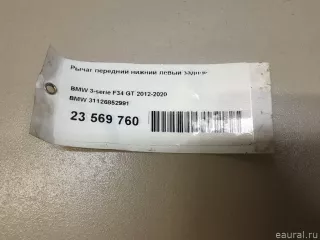 Рычаг передний нижний левый задний
BMW 3-serie F34 GT 2012-2020
BMW 31126852991
23 569 760
eaural.ru